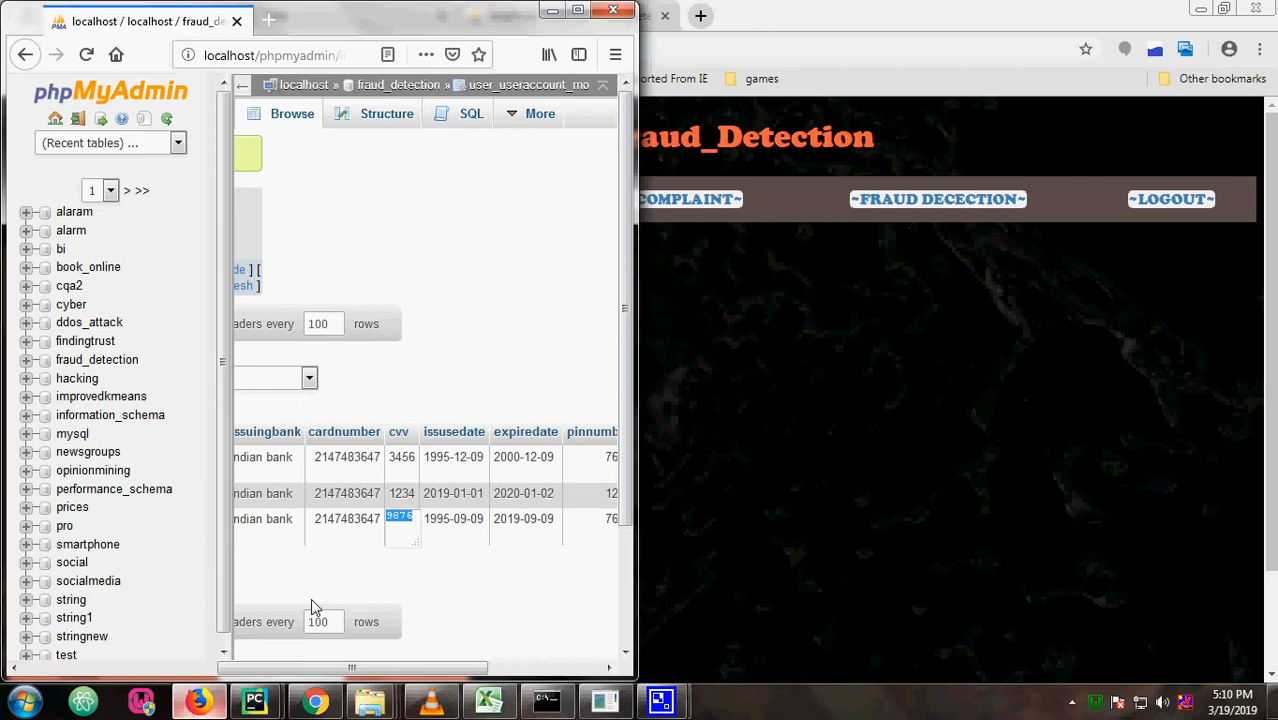 localhost / localhost / fraud_de
localhost/phpmyadmin/i
phpMyAdmin
(Recent tables) ...
1 > >>
alaram
alarm
bi
book_online
cqa2
cyber
ddos_attack
findingtrust
fraud_detection
hacking
improvedkmeans
information_schema
mysql
newsgroups
opinionmining
performance_schema
prices
pro
smartphone
social
socialmedia
string
string1
stringnew
test
localhost » fraud_detection » user_useraccount_mo
Browse Structure SQL More
de ] [
esh ]
aders every 100 rows
ssuingbank cardnumber cvv issusedate expiredate pinnumb
ndian bank 2147483647 3456 1995-12-09 2000-12-09 76
ndian bank 2147483647 1234 2019-01-01 2020-01-02 12
ndian bank 2147483647 9876 1995-09-09 2019-09-09 76
aders every 100 rows
orted From IE games Other bookmarks
raud_Detection
COMPLAINT~ ~FRAUD DECECTION~ ~LOGOUT~
5:10 PM
3/19/2019